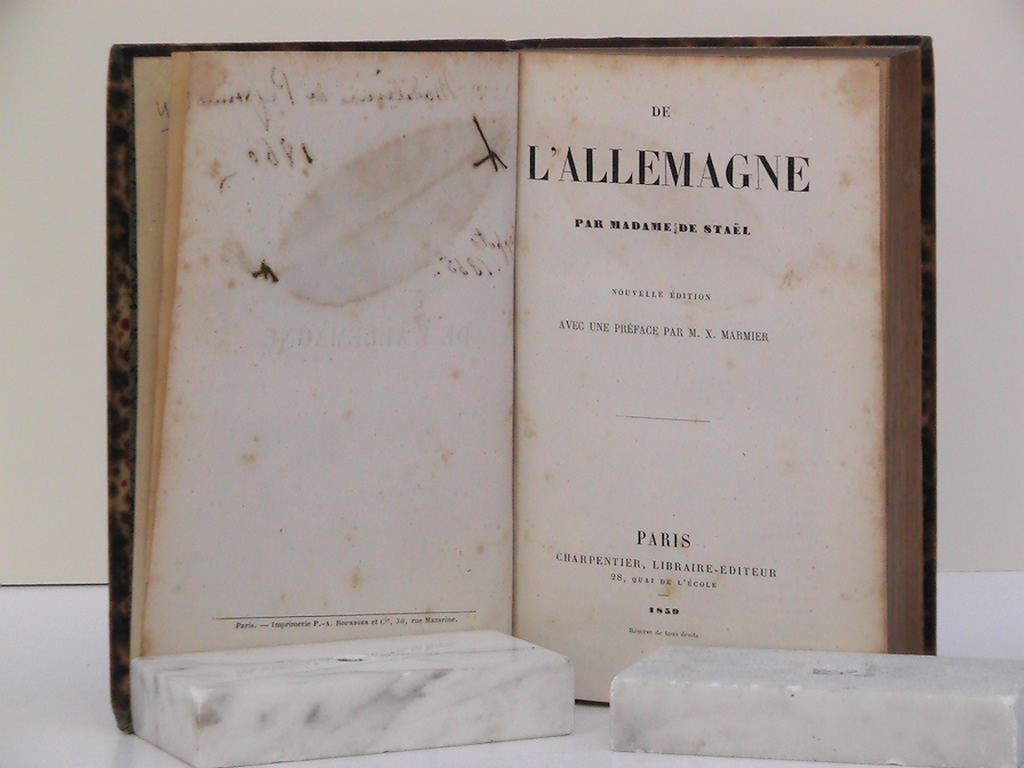 Paris. — Imprimerie P.-A. BOURDIER et Cie, 30, rue Mazarine.
DE
L'ALLEMAGNE
PAR MADAME DE STAËL
NOUVELLE ÉDITION
AVEC UNE PRÉFACE PAR M. X. MARMIER
PARIS
CHARPENTIER, LIBRAIRE-ÉDITEUR
28, QUAI DE L'ÉCOLE
1859
Réserve de tous droits